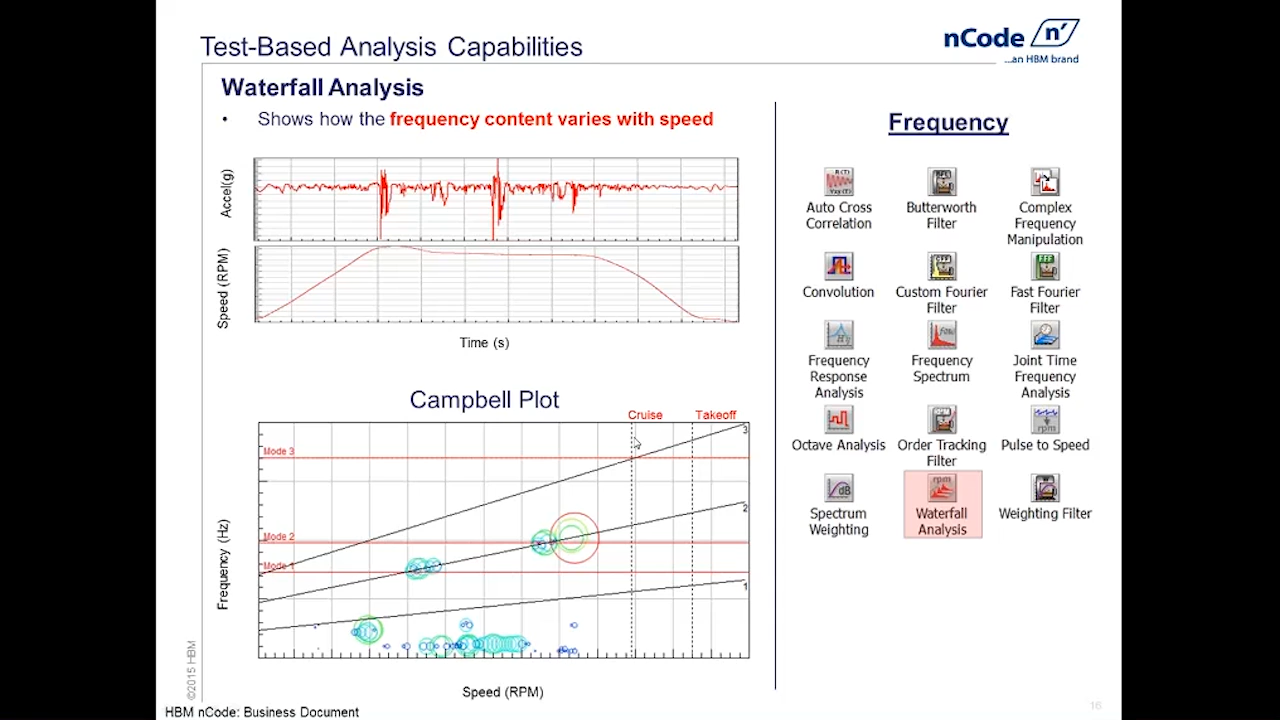 Test-Based Analysis Capabilities
nCode n'
...an HBM brand
Waterfall Analysis
• Shows how the frequency content varies with speed
Accel(g)
Speed (RPM)
Time (s)
Campbell Plot
Cruise Takeoff
Mode 3
Mode 2
Mode 1
3
2
1
Frequency (Hz)
Speed (RPM)
Frequency
Auto Cross
Correlation
Butterworth
Filter
Complex
Frequency
Manipulation
Convolution
Custom Fourier
Filter
Fast Fourier
Filter
Frequency
Response
Analysis
Frequency
Spectrum
Joint Time
Frequency
Analysis
Octave Analysis
Order Tracking
Filter
rpm
Pulse to Speed
dB
Spectrum
Weighting
rpm
Waterfall
Analysis
Weighting Filter
©2015 HBM
HBM nCode: Business Document
16